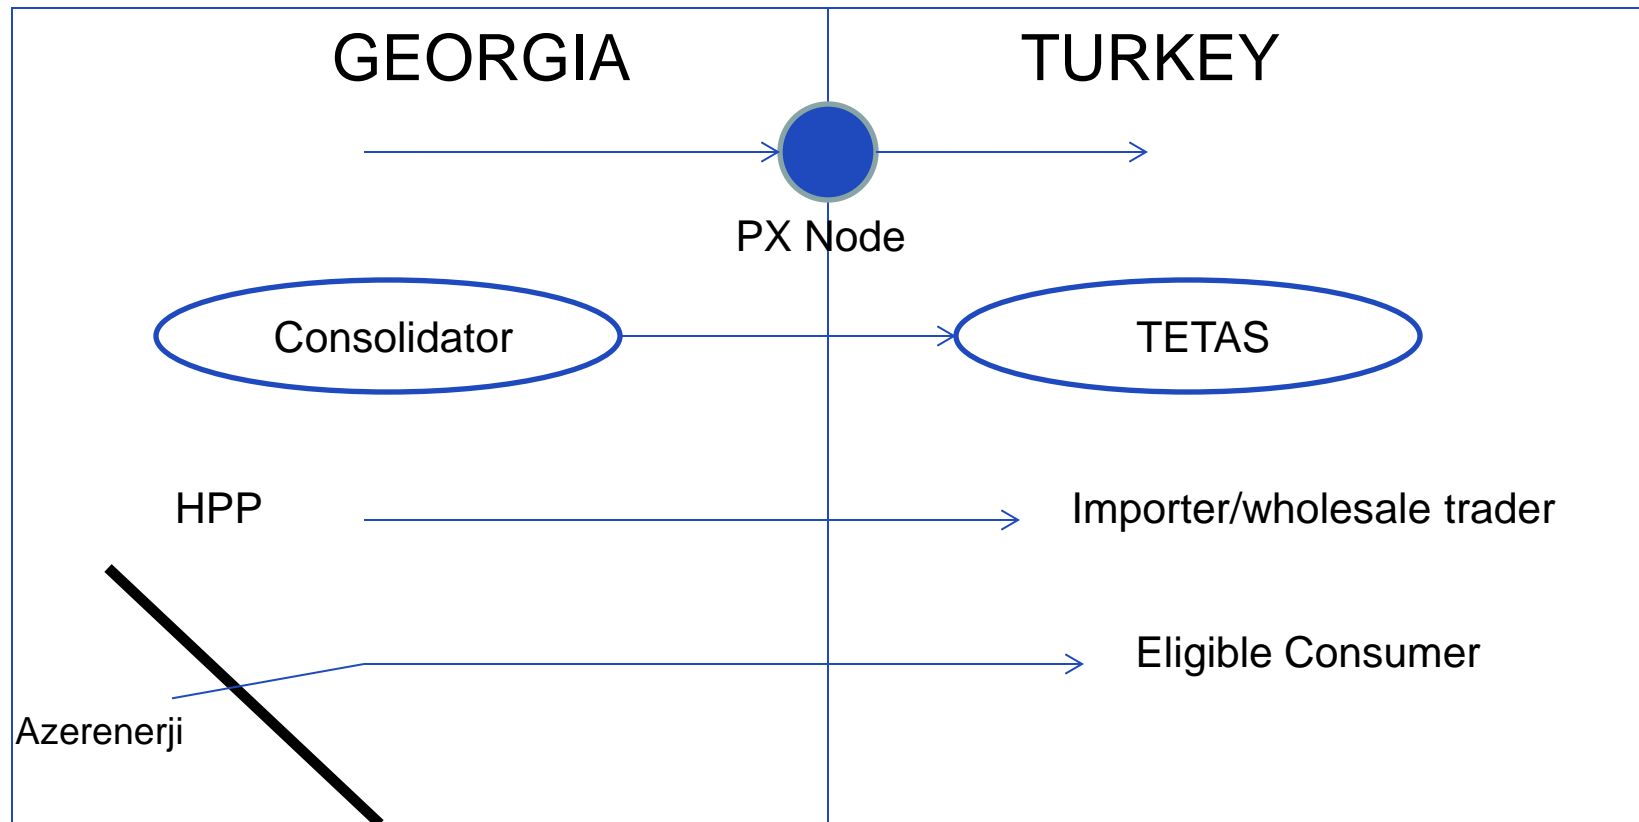 GEORGIA
TURKEY
PX Node
Consolidator
TETAS
HPP
Importer/wholesale trader
Eligible Consumer
Azerenerji